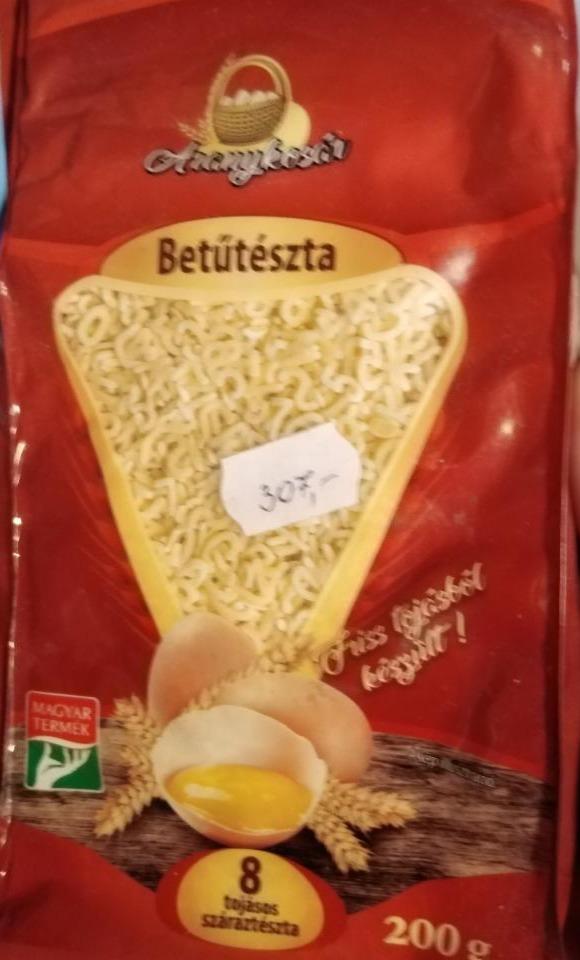 Aranykosár
Betűtészta
307,-
Friss tojásból
készült!
MAGYAR
TERMÉK
8
tojásos
száraztészta
200 g